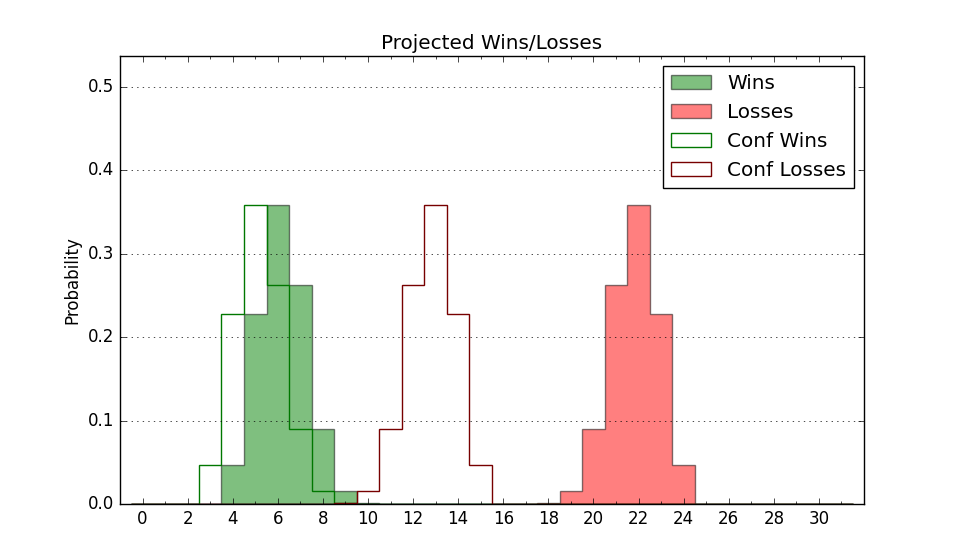 Projected Wins/Losses
Wins
Losses
Conf Wins
Conf Losses
Probability
0.5
0.4
0.3
0.2
0.1
0.0
0 2 4 6 8 10 12 14 16 18 20 22 24 26 28 30